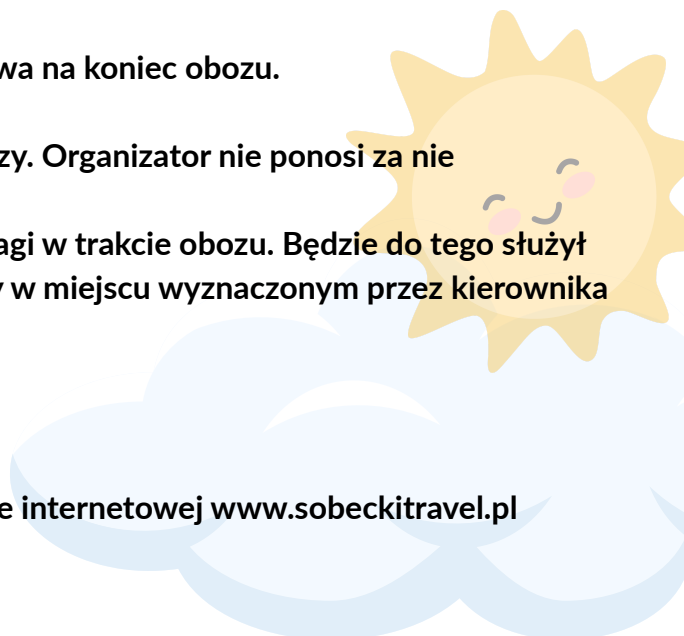 wa na koniec obozu.
zy. Organizator nie ponosi za nie
agi w trakcie obozu. Będzie do tego służył
w miejscu wyznaczonym przez kierownika
e internetowej www.sobeckitravel.pl